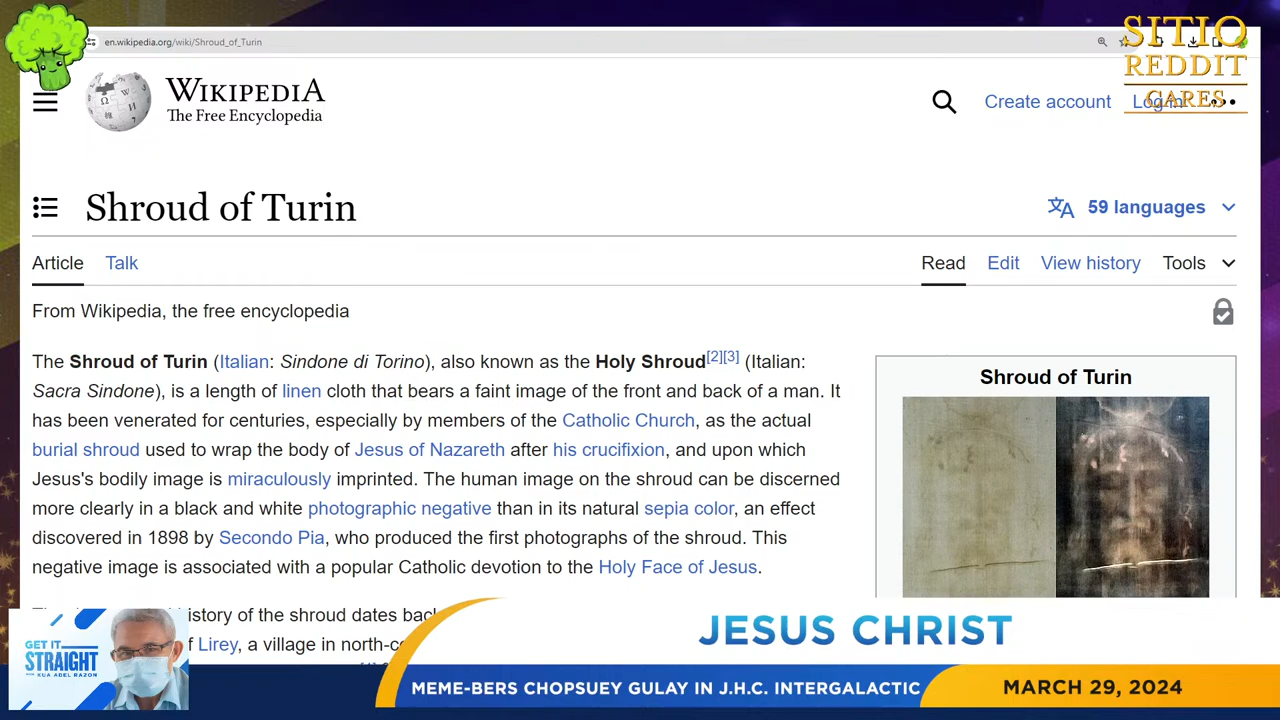 en.wikipedia.org/wiki/Shroud_of_Turin
SITIO
REDDIT
CARES
WIKIPEDIA
The Free Encyclopedia
Create account
Log in
Shroud of Turin
59 languages
Article
Talk
Read
Edit
View history
Tools
From Wikipedia, the free encyclopedia
The Shroud of Turin (Italian: Sindone di Torino), also known as the Holy Shroud[2][3] (Italian:
Sacra Sindone), is a length of linen cloth that bears a faint image of the front and back of a man. It
has been venerated for centuries, especially by members of the Catholic Church, as the actual
burial shroud used to wrap the body of Jesus of Nazareth after his crucifixion, and upon which
Jesus's bodily image is miraculously imprinted. The human image on the shroud can be discerned
more clearly in a black and white photographic negative than in its natural sepia color, an effect
discovered in 1898 by Secondo Pia, who produced the first photographs of the shroud. This
negative image is associated with a popular Catholic devotion to the Holy Face of Jesus.
Shroud of Turin
history of the shroud dates back
f Lirey, a village in north-c
GET IT
STRAIGHT
WITH KUA ADEL RAZON
JESUS CHRIST
MEME-BERS CHOPSUEY GULAY IN J.H.C. INTERGALACTIC
MARCH 29, 2024